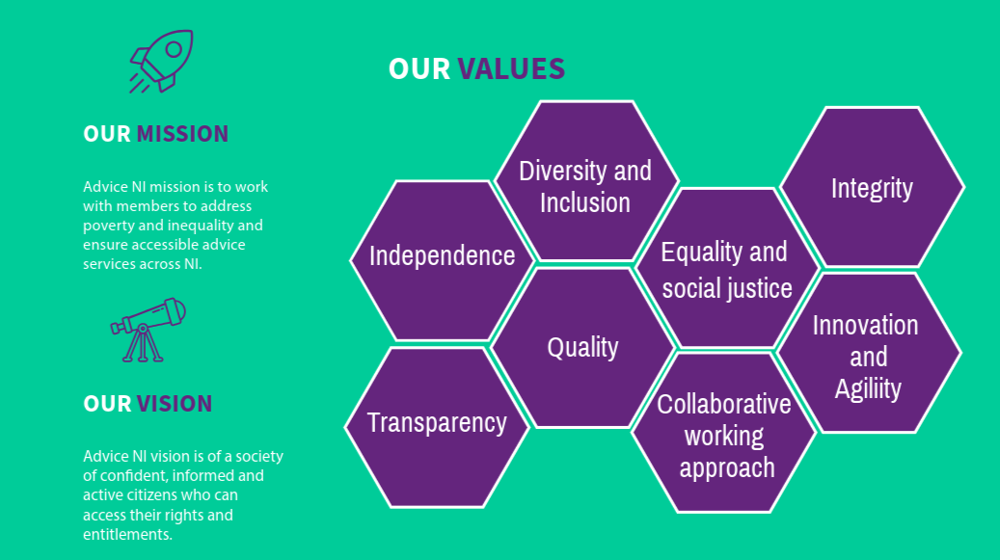 OUR MISSION
Advice NI mission is to work
with members to address
poverty and inequality and
ensure accessible advice
services across NI.
OUR VISION
Advice NI vision is of a society
of confident, informed and
active citizens who can
access their rights and
entitlements.
OUR VALUES
Independence
Diversity and
Inclusion
Equality and
social justice
Integrity
Transparency
Quality
Collaborative
working
approach
Innovation
and
Agiliity